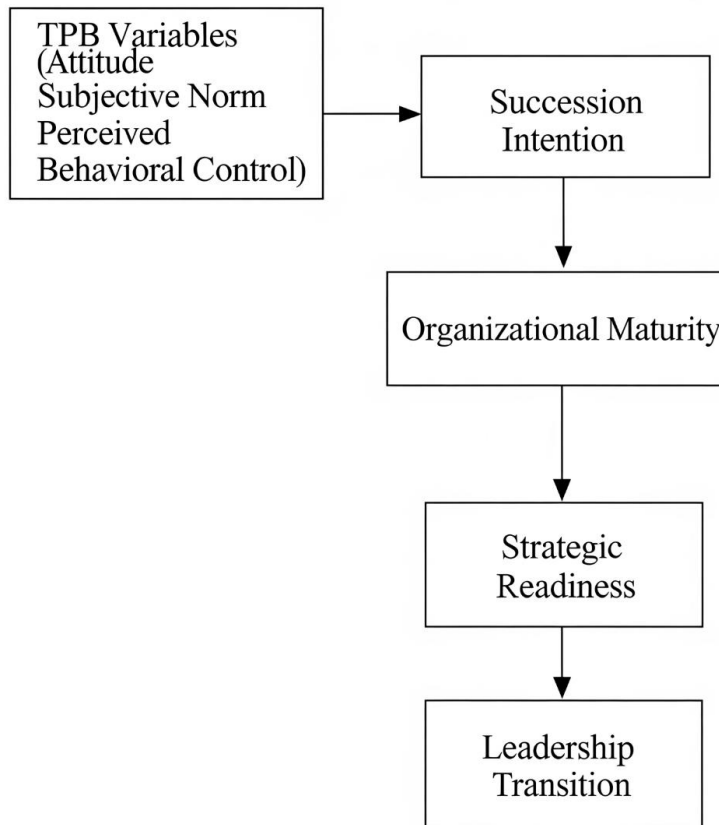 TPB Variables
(Attitude
Subjective Norm
Perceived
Behavioral Control)
Succession
Intention
Organizational Maturity
Strategic
Readiness
Leadership
Transition